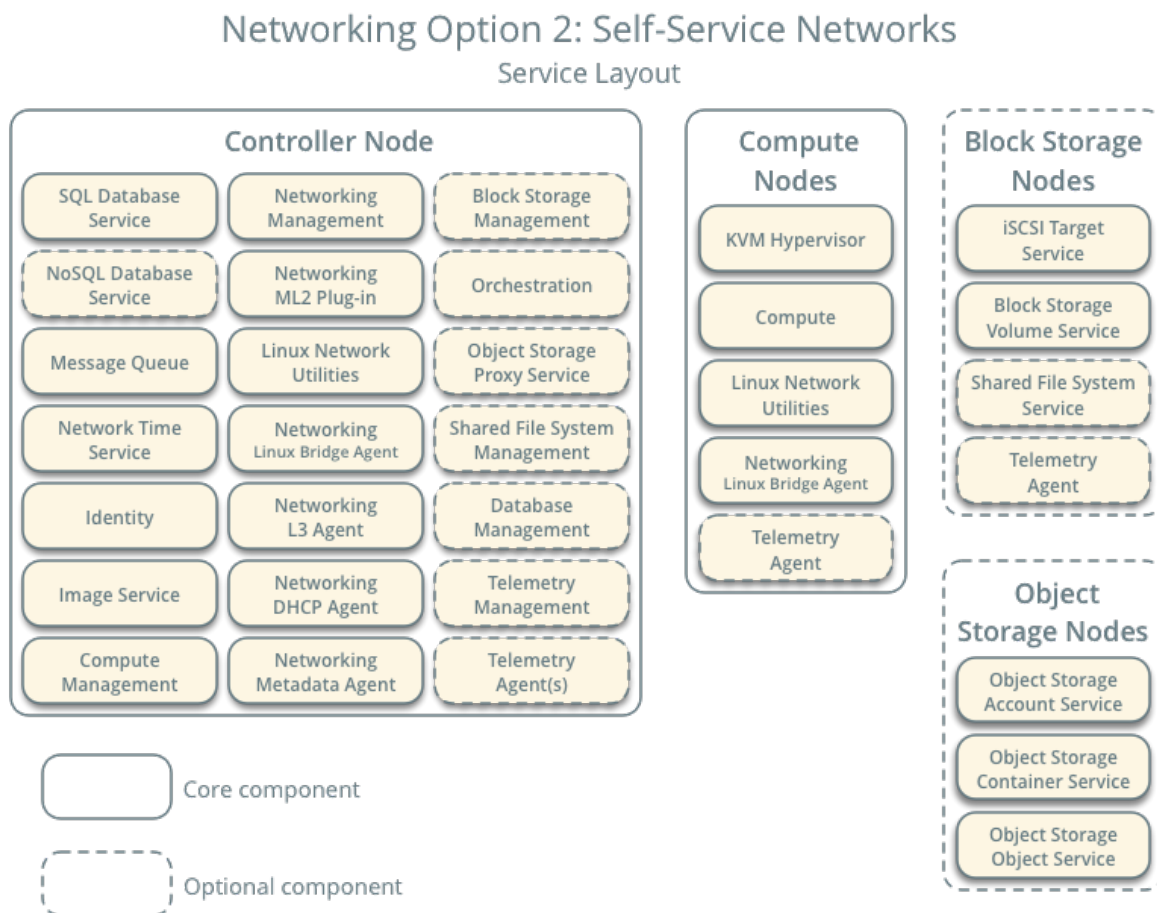 Networking Option 2: Self-Service Networks
Service Layout
Controller Node
SQL Database
Service
Networking
Management
Block Storage
Management
NoSQL Database
Service
Networking
ML2 Plug-in
Orchestration
Message Queue
Linux Network
Utilities
Object Storage
Proxy Service
Network Time
Service
Networking
Linux Bridge Agent
Shared File System
Management
Identity
Networking
L3 Agent
Database
Management
Image Service
Networking
DHCP Agent
Telemetry
Management
Compute
Management
Networking
Metadata Agent
Telemetry
Agent(s)
Compute
Nodes
KVM Hypervisor
Compute
Linux Network
Utilities
Networking
Linux Bridge Agent
Telemetry
Agent
Block Storage
Nodes
iSCSI Target
Service
Block Storage
Volume Service
Shared File System
Service
Telemetry
Agent
Object
Storage Nodes
Object Storage
Account Service
Object Storage
Container Service
Object Storage
Object Service
Core component
Optional component